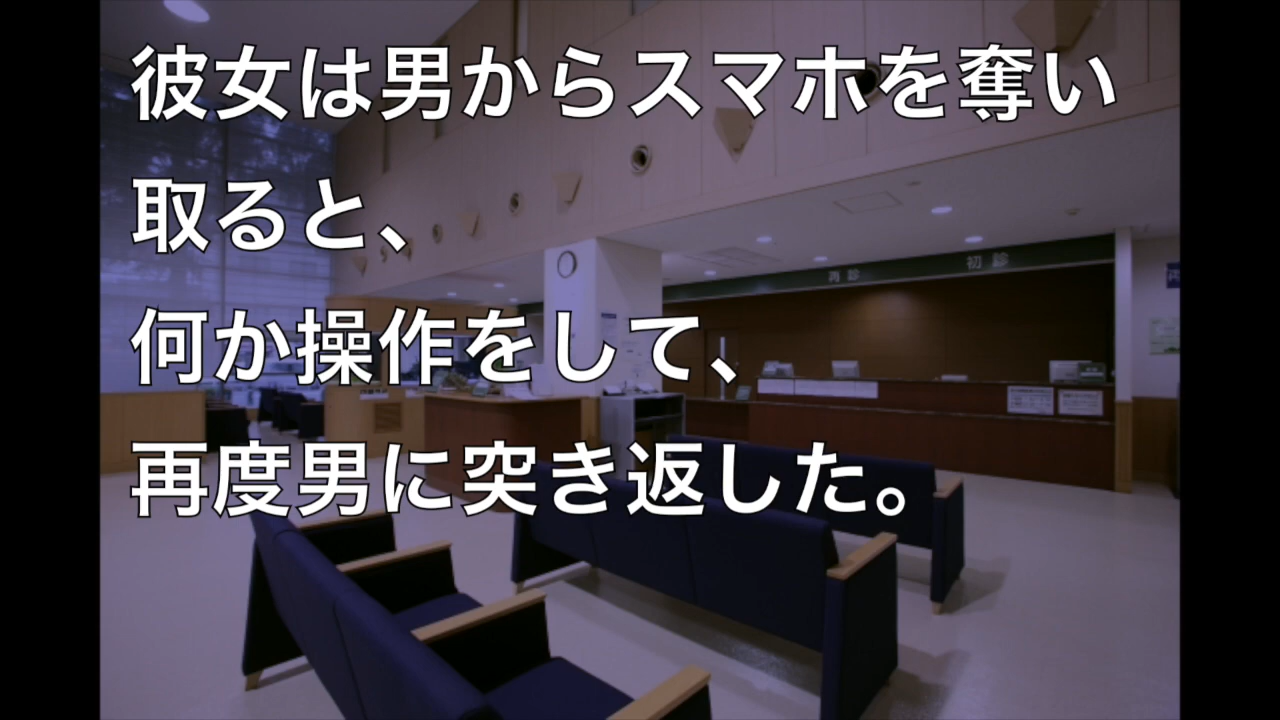 彼女は男からスマホを奪い
取ると、
何か操作をして、
再度男に突き返した。
再診
初診